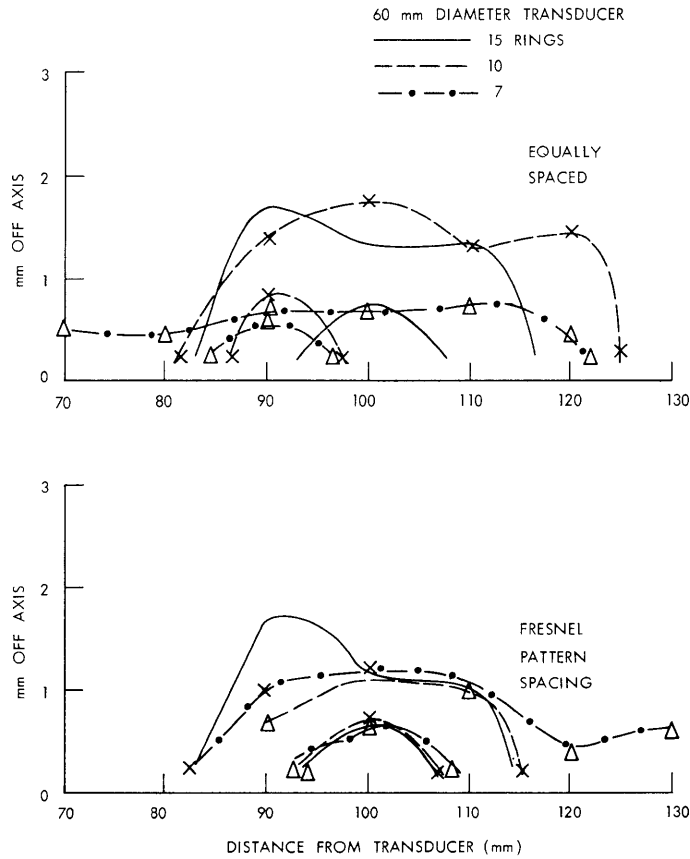 60 mm DIAMETER TRANSDUCER
15 RINGS
10
7
3
2
1
0
mm OFF AXIS
EQUALLY
SPACED
70 80 90 100 110 120 130
3
2
1
0
mm OFF AXIS
FRESNEL
PATTERN
SPACING
70 80 90 100 110 120 130
DISTANCE FROM TRANSDUCER (mm)